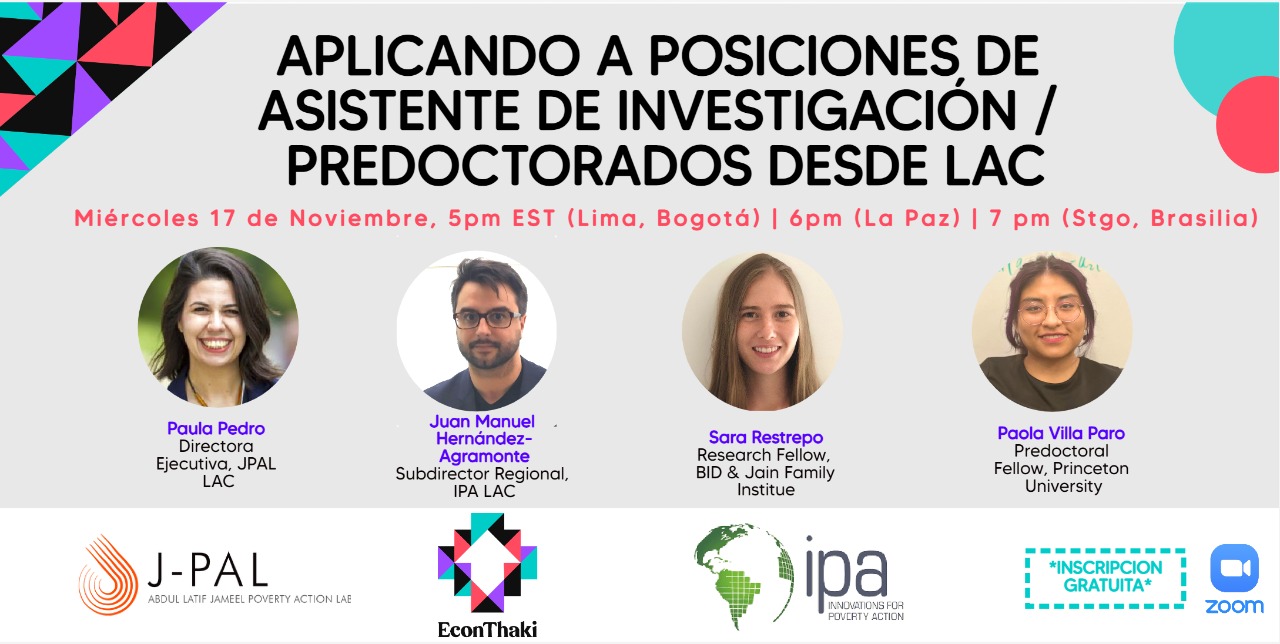 APLICANDO A POSICIONES DE
ASISTENTE DE INVESTIGACIÓN /
PREDOCTORADOS DESDE LAC
Miércoles 17 de Noviembre, 5pm EST (Lima, Bogotá) | 6pm (La Paz) | 7 pm (Stgo, Brasilia)
Paula Pedro
Directora
Ejecutiva, JPAL
LAC
Juan Manuel
Hernández-
Agramonte
Subdirector Regional,
IPA LAC
Sara Restrepo
Research Fellow,
BID & Jain Family
Institue
Paola Villa Paro
Predoctoral
Fellow, Princeton
University
J-PAL
ABDUL LATIF JAMEEL POVERTY ACTION LAB
EconThaki
ipa
INNOVATIONS FOR
POVERTY ACTION
*INSCRIPCION
GRATUITA*
zoom